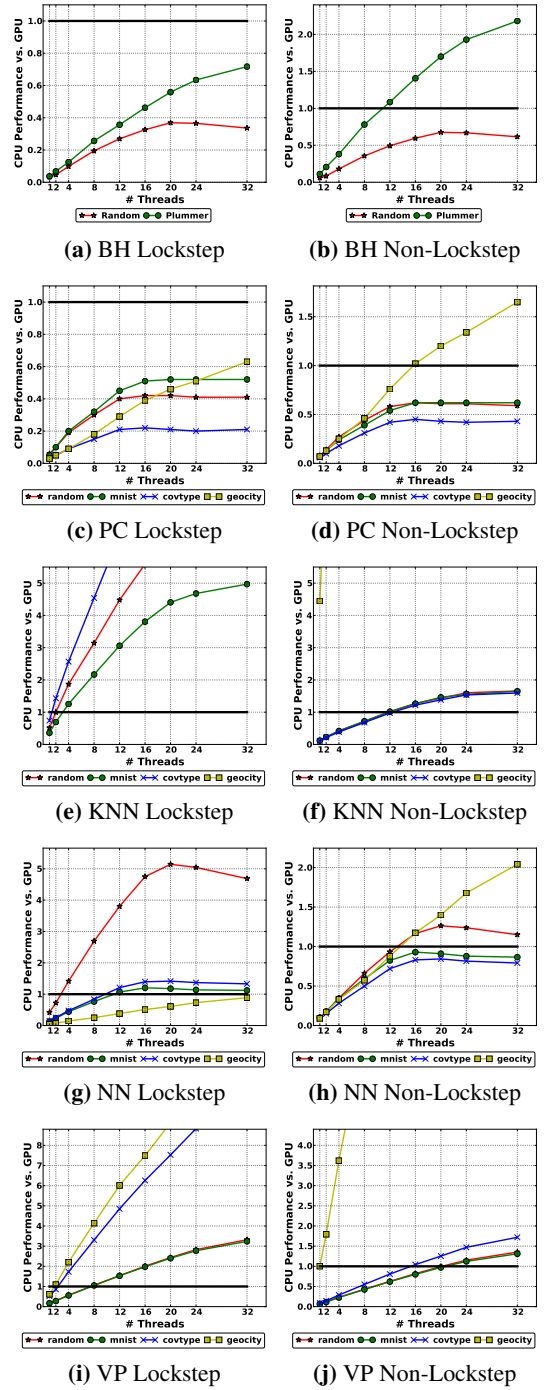 CPU Performance vs. GPU
1.0
0.8
0.6
0.4
0.2
0.0
1 2 4 8 12 16 20 24 32
# Threads
Random Plummer
(a) BH Lockstep
CPU Performance vs. GPU
2.0
1.5
1.0
0.5
0.0
1 2 4 8 12 16 20 24 32
# Threads
Random Plummer
(b) BH Non-Lockstep
CPU Performance vs. GPU
1.0
0.8
0.6
0.4
0.2
0.0
1 2 4 8 12 16 20 24 32
# Threads
random mnist covtype geocity
(c) PC Lockstep
CPU Performance vs. GPU
1.5
1.0
0.5
0.0
1 2 4 8 12 16 20 24 32
# Threads
random mnist covtype geocity
(d) PC Non-Lockstep
CPU Performance vs. GPU
5
4
3
2
1
0
1 2 4 8 12 16 20 24 32
# Threads
random mnist covtype geocity
(e) KNN Lockstep
CPU Performance vs. GPU
5
4
3
2
1
0
1 2 4 8 12 16 20 24 32
# Threads
random mnist covtype geocity
(f) KNN Non-Lockstep
CPU Performance vs. GPU
5
4
3
2
1
0
1 2 4 8 12 16 20 24 32
# Threads
random mnist covtype geocity
(g) NN Lockstep
CPU Performance vs. GPU
2.0
1.5
1.0
0.5
0.0
1 2 4 8 12 16 20 24 32
# Threads
random mnist covtype geocity
(h) NN Non-Lockstep
CPU Performance vs. GPU
8
7
6
5
4
3
2
1
0
1 2 4 8 12 16 20 24 32
# Threads
random mnist covtype geocity
(i) VP Lockstep
CPU Performance vs. GPU
4.0
3.5
3.0
2.5
2.0
1.5
1.0
0.5
0.0
1 2 4 8 12 16 20 24 32
# Threads
random mnist covtype geocity
(j) VP Non-Lockstep